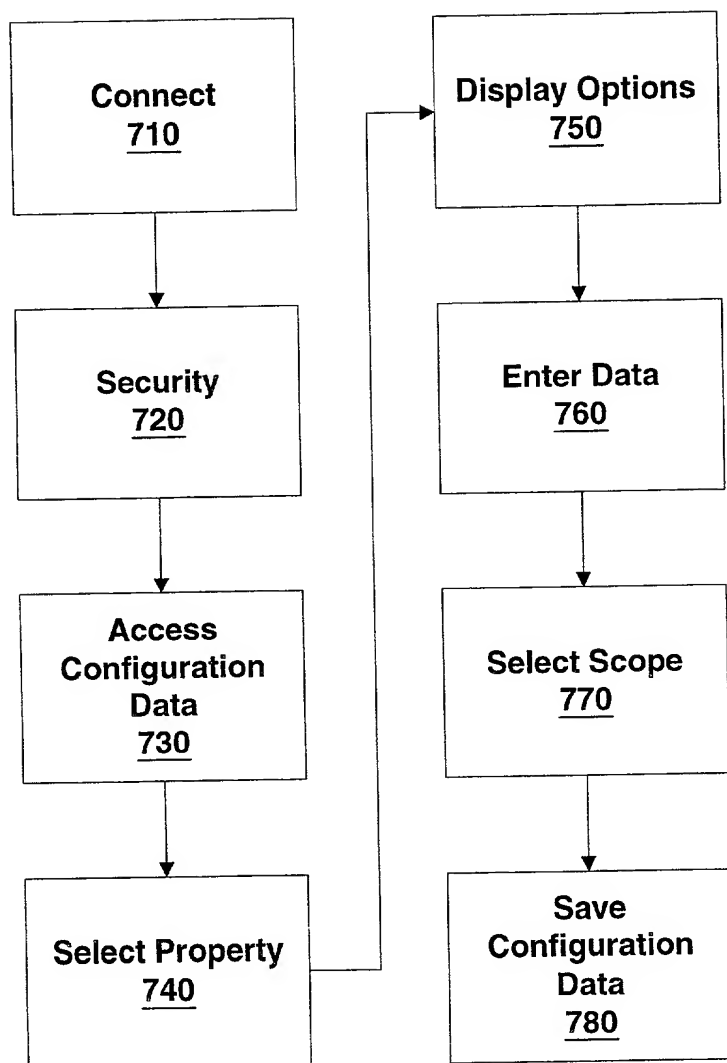 Connect
710
Security
720
Access
Configuration
Data
730
Select Property
740
Display Options
750
Enter Data
760
Select Scope
770
Save
Configuration
Data
780